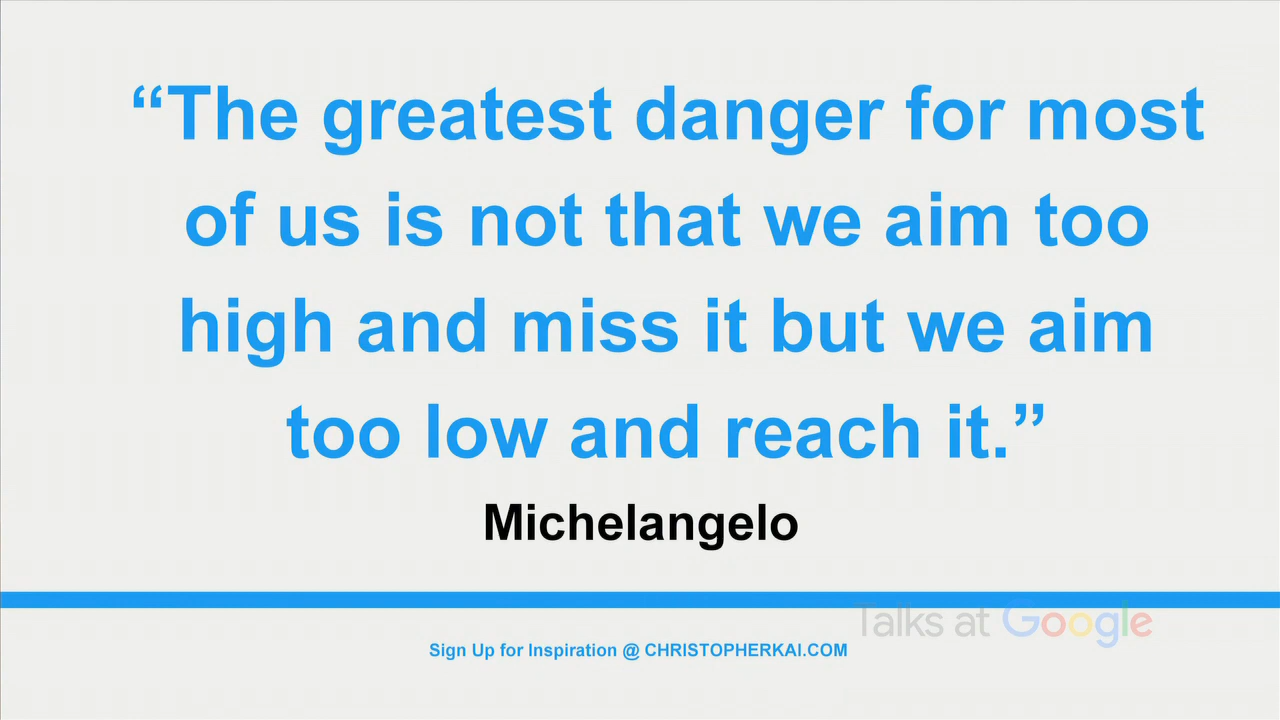 “The greatest danger for most
of us is not that we aim too
high and miss it but we aim
too low and reach it.”
Michelangelo
Talks at Google
Sign Up for Inspiration @ CHRISTOPHERKAI.COM